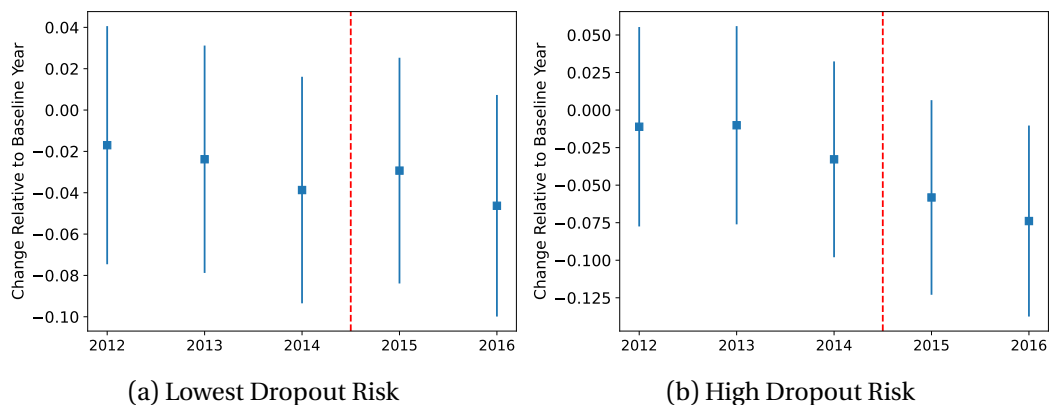 Change Relative to Baseline Year
0.04
0.02
0.00
−0.02
−0.04
−0.06
−0.08
−0.10
2012 2013 2014 2015 2016
(a) Lowest Dropout Risk
Change Relative to Baseline Year
0.050
0.025
0.000
−0.025
−0.050
−0.075
−0.100
−0.125
2012 2013 2014 2015 2016
(b) High Dropout Risk